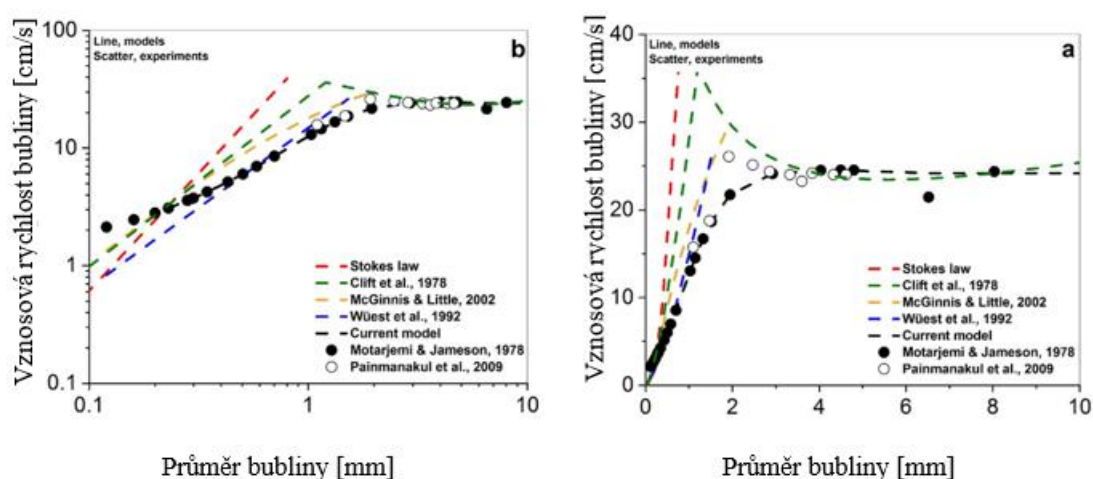 100
10
1
0.1
0.1
1
10
Line, models
Scatter, experiments
b
Stokes law
Clift et al., 1978
McGinnis & Little, 2002
Wüest et al., 1992
Current model
Motarjemi & Jameson, 1978
Painmanakul et al., 2009
Vznosová rychlost bubliny [cm/s]
Průměr bubliny [mm]
40
30
20
10
0
0
2
4
6
8
10
Line, models
Scatter, experiments
a
Stokes law
Clift et al., 1978
McGinnis & Little, 2002
Wüest et al., 1992
Current model
Motarjemi & Jameson, 1978
Painmanakul et al., 2009
Vznosová rychlost bubliny [cm/s]
Průměr bubliny [mm]